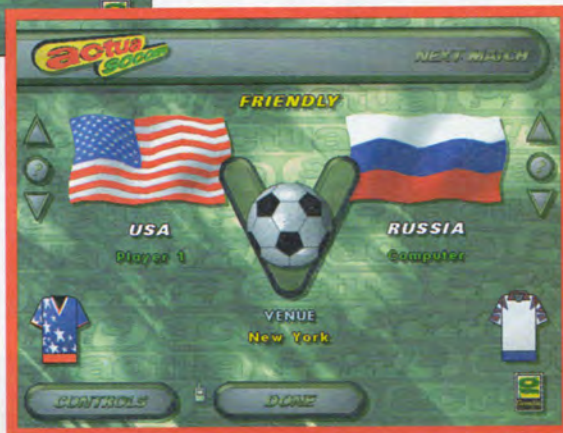 actua
SOCCER
NEXT MATCH
FRIENDLY
USA
RUSSIA
Player 1
Computer
VENUE
New York
CONTROLS
DONE